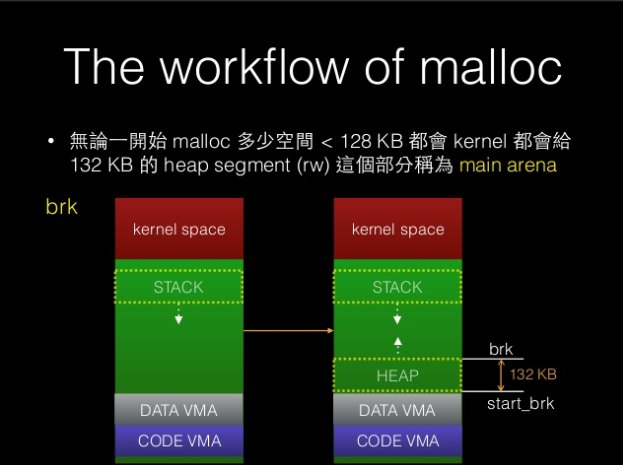 The workflow of malloc
• 無論一開始 malloc 多少空間 < 128 KB 都會 kernel 都會給
132 KB 的 heap segment (rw) 這個部分稱為 main arena
brk
kernel space
STACK
DATA VMA
CODE VMA
kernel space
STACK
HEAP
DATA VMA
CODE VMA
brk
132 KB
start_brk